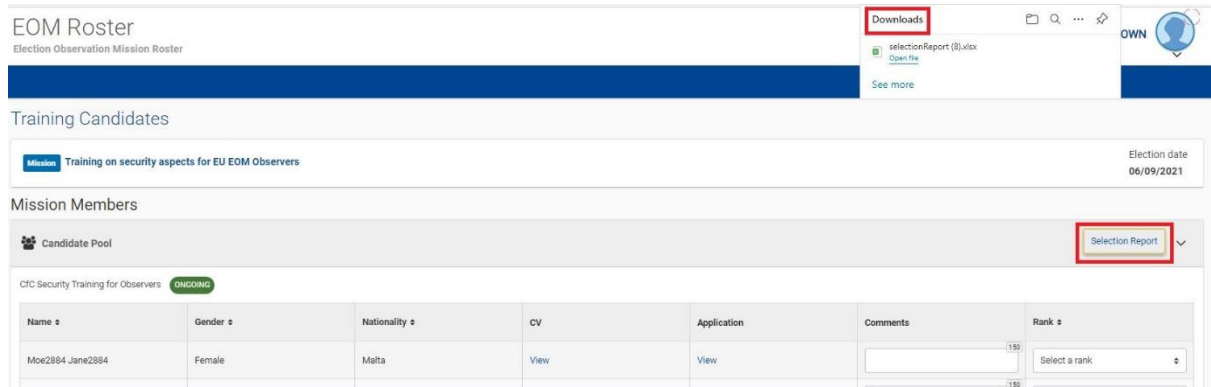 EOM Roster
Election Observation Mission Roster
Downloads
selectionReport (8).xlsx
Open file
See more
OWN
Training Candidates
Mission Training on security aspects for EU EOM Observers
Election date
06/09/2021
Mission Members
Candidate Pool
Selection Report
CfC Security Training for Observers ONGOING
Name Gender Nationality CV Application Comments Rank
Moe2884 Jane2884 Female Malta View View 150 Select a rank
150